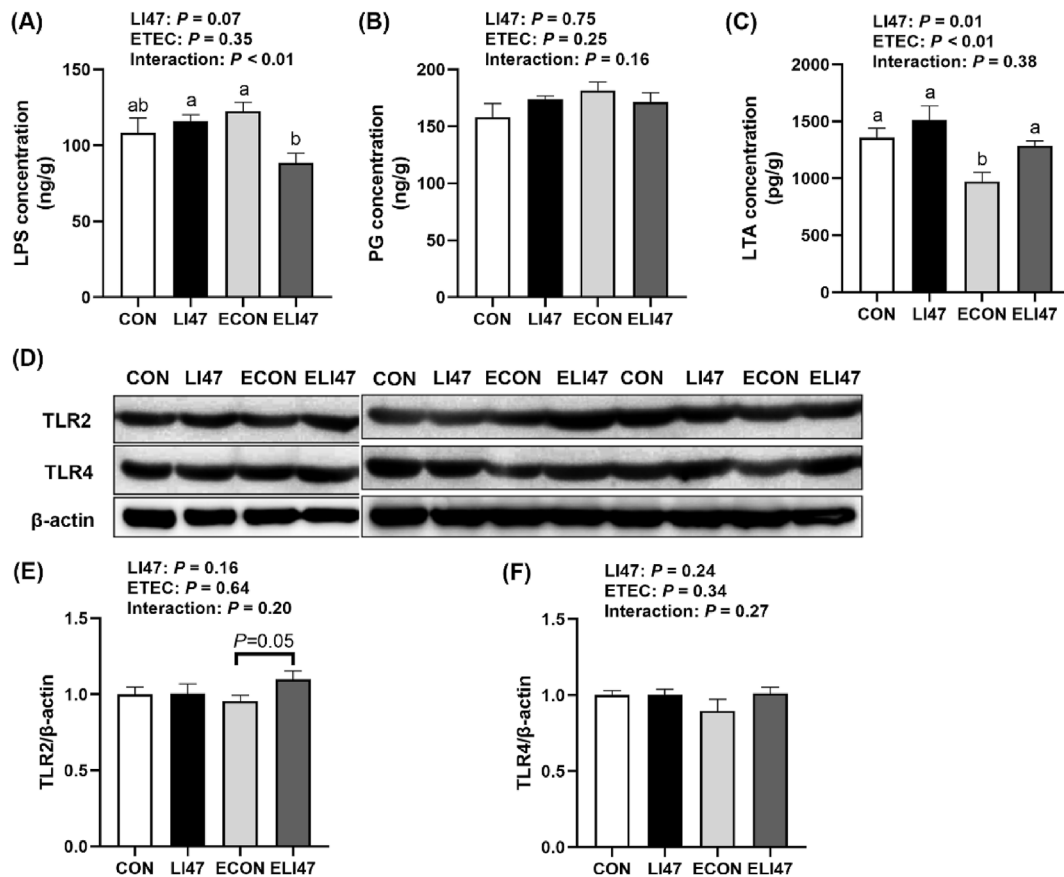 (A)
LI47: P = 0.07
ETEC: P = 0.35
Interaction: P < 0.01
LPS concentration
(ng/g)
150
100
50
0
ab
a
a
b
CON LI47 ECON ELI47
(B)
LI47: P = 0.75
ETEC: P = 0.25
Interaction: P = 0.16
PG concentration
(ng/g)
200
150
100
50
0
CON LI47 ECON ELI47
(C)
LI47: P = 0.01
ETEC: P < 0.01
Interaction: P = 0.38
LTA concentration
(pg/g)
2000
1500
1000
500
0
a
a
b
a
CON LI47 ECON ELI47
(D)
CON LI47 ECON ELI47 CON LI47 ECON ELI47 CON LI47 ECON ELI47
TLR2
TLR4
β-actin
(E)
LI47: P = 0.16
ETEC: P = 0.64
Interaction: P = 0.20
TLR2/β-actin
1.5
1.0
0.5
0.0
P=0.05
CON LI47 ECON ELI47
(F)
LI47: P = 0.24
ETEC: P = 0.34
Interaction: P = 0.27
TLR4/β-actin
1.5
1.0
0.5
0.0
CON LI47 ECON ELI47